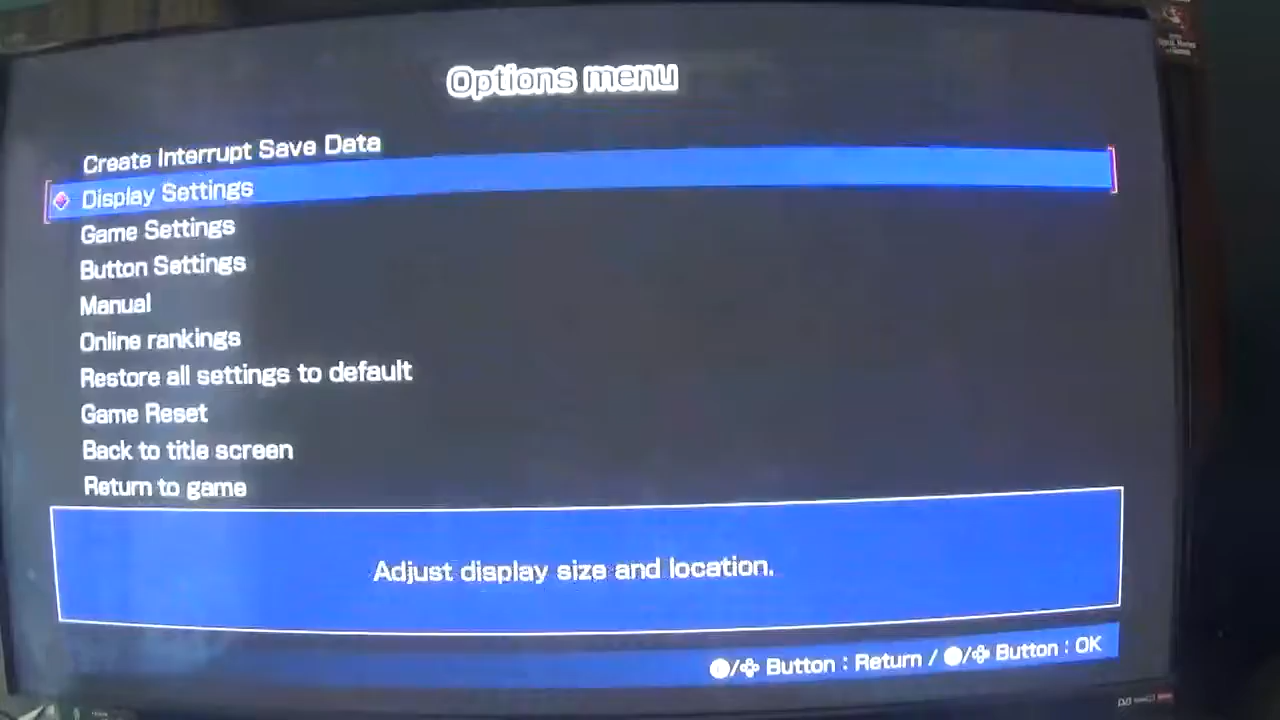 Options menu
Create Interrupt Save Data
Display Settings
Game Settings
Button Settings
Manual
Online rankings
Restore all settings to default
Game Reset
Back to title screen
Return to game
Adjust display size and location.
/ Button : Return / / Button : OK